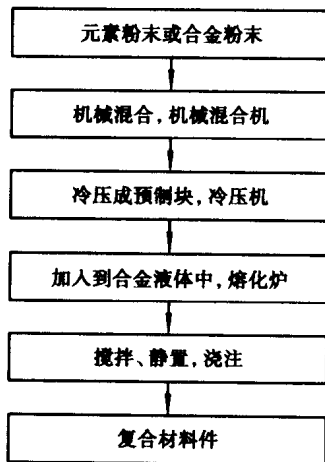 元素粉末或合金粉末
机械混合，机械混合机
冷压成预制块，冷压机
加入到合金液体中，熔化炉
搅拌、静置，浇注
复合材料件